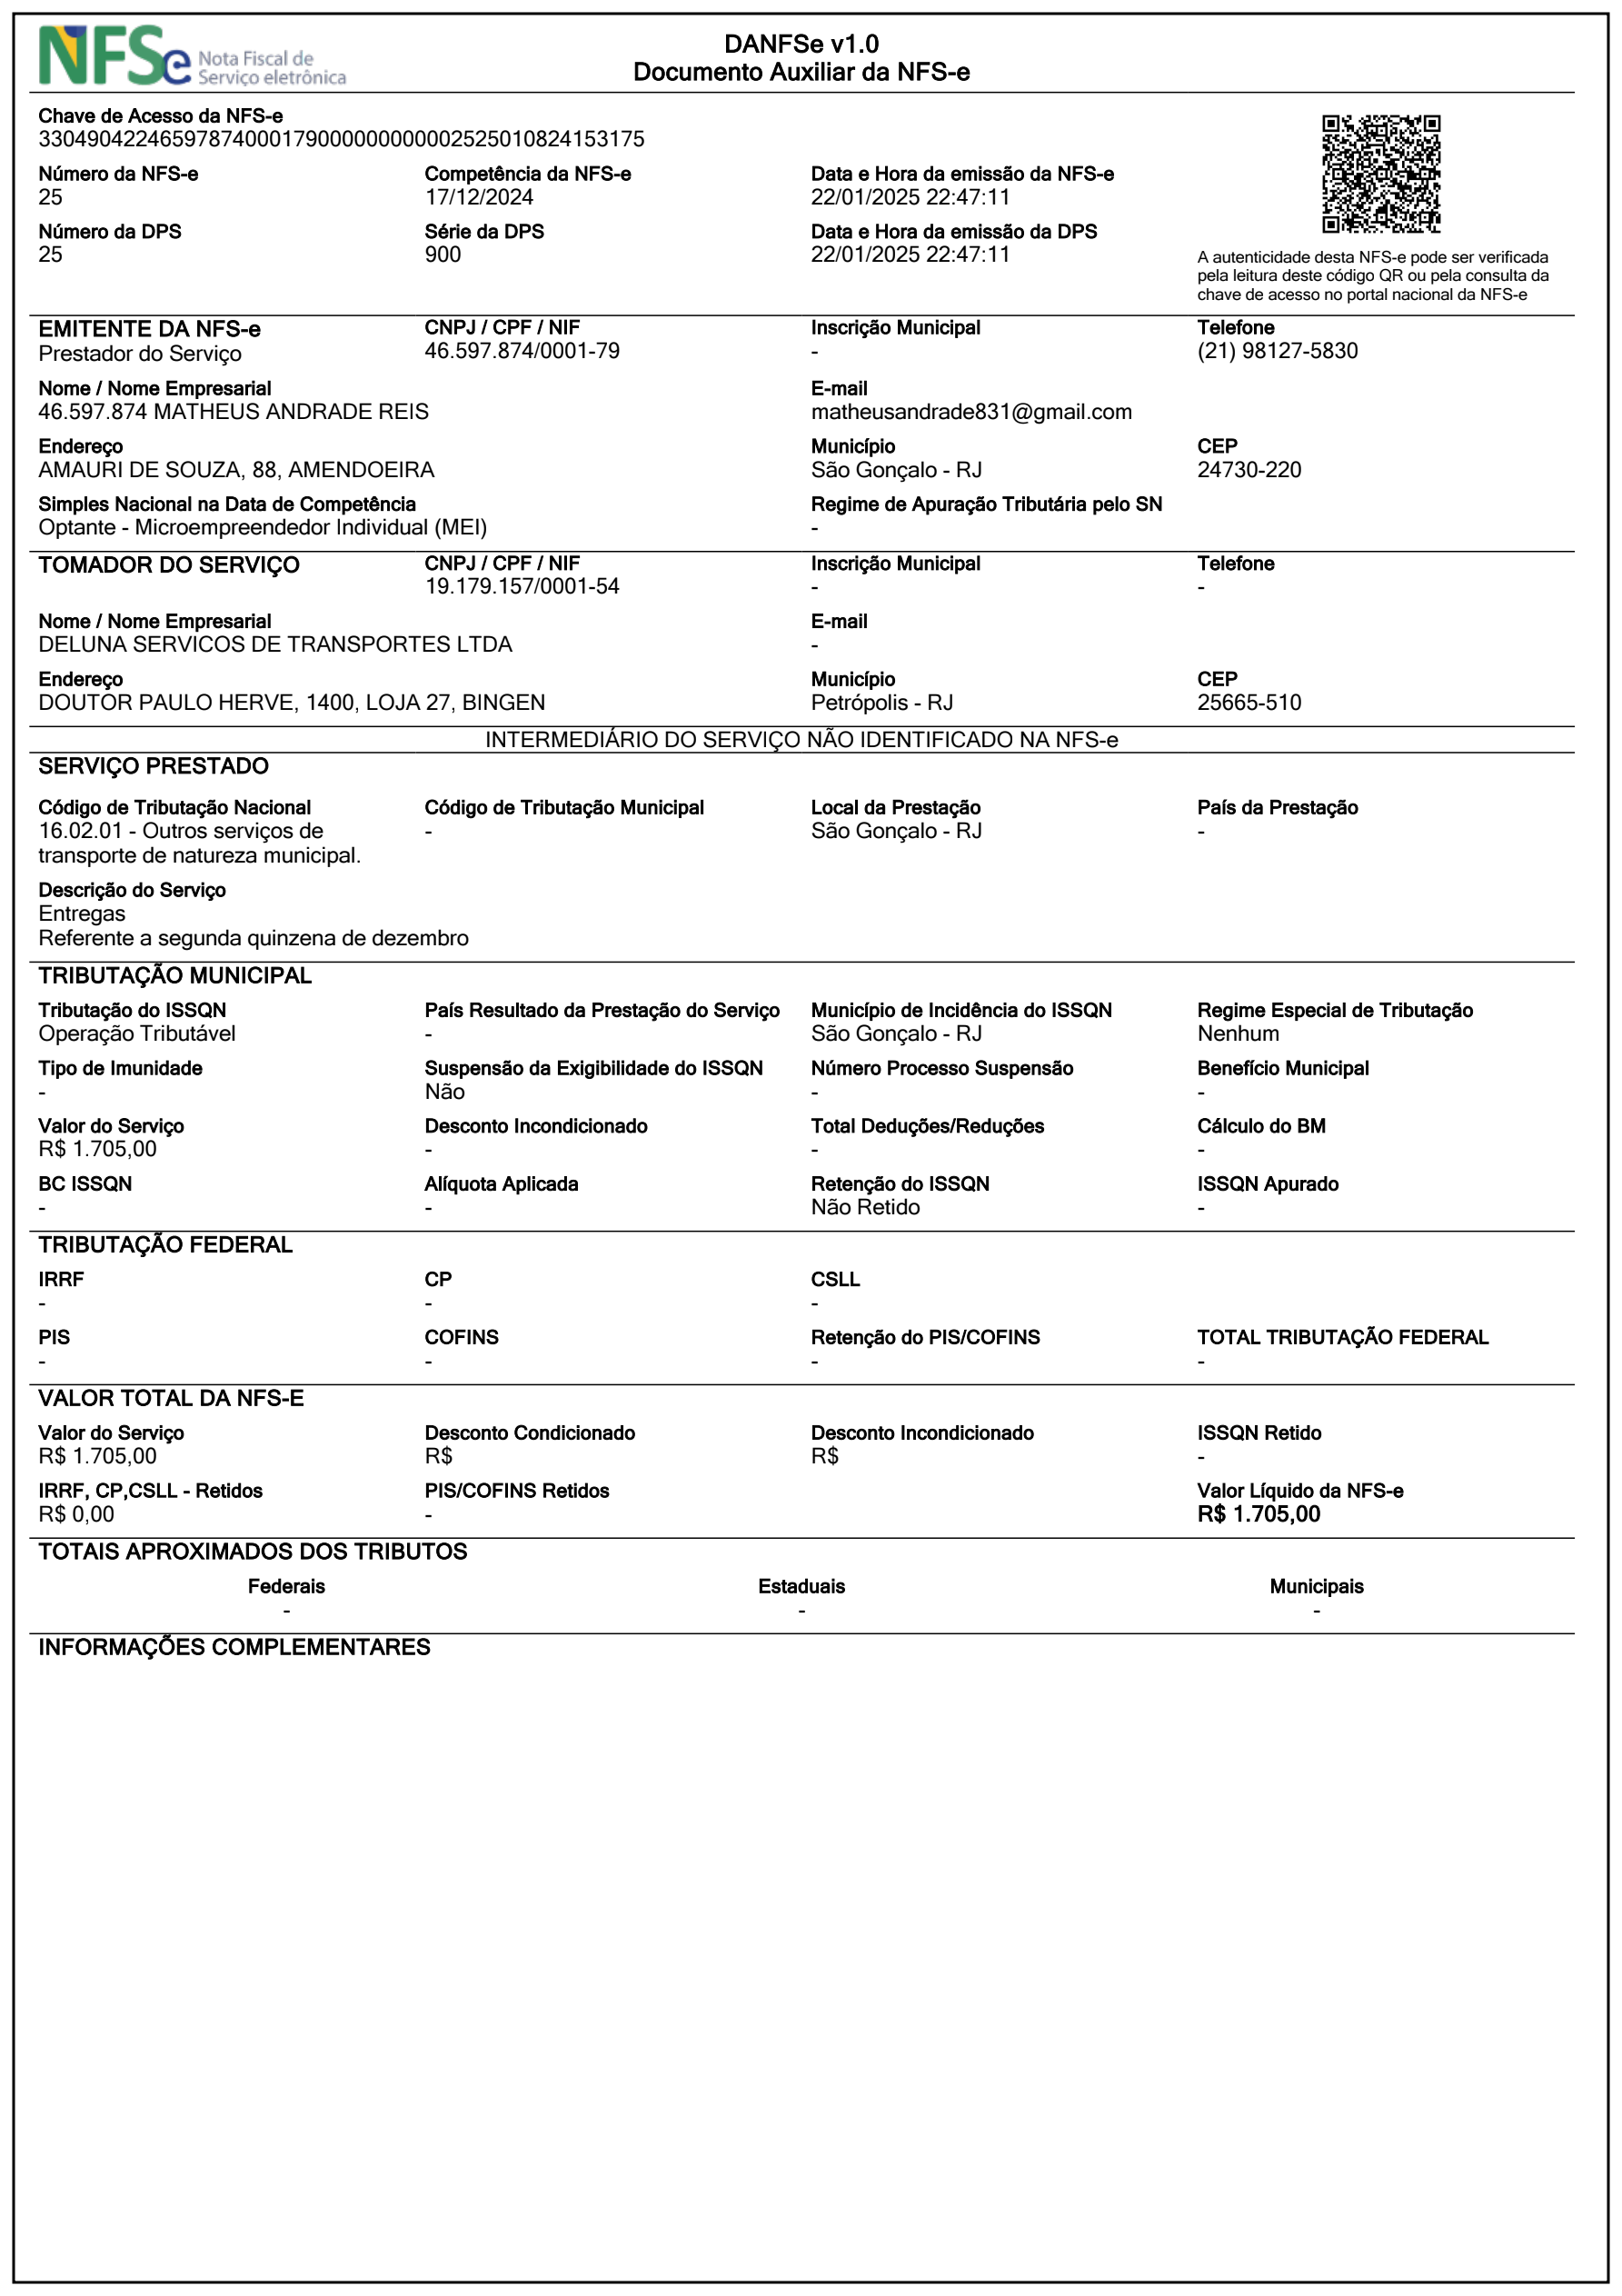 NFSe Nota Fiscal de
Serviço eletrônica
DANFSe v1.0
Documento Auxiliar da NFS-e
Chave de Acesso da NFS-e
33049042246597874000179000000000002525010824153175
Número da NFS-e Competência da NFS-e Data e Hora da emissão da NFS-e
25 17/12/2024 22/01/2025 22:47:11
Número da DPS Série da DPS Data e Hora da emissão da DPS
25 900 22/01/2025 22:47:11
A autenticidade desta NFS-e pode ser verificada
pela leitura deste código QR ou pela consulta da
chave de acesso no portal nacional da NFS-e
EMITENTE DA NFS-e CNPJ / CPF / NIF Inscrição Municipal Telefone
Prestador do Serviço 46.597.874/0001-79 - (21) 98127-5830
Nome / Nome Empresarial E-mail
46.597.874 MATHEUS ANDRADE REIS matheusandrade831@gmail.com
Endereço Município CEP
AMAURI DE SOUZA, 88, AMENDOEIRA São Gonçalo - RJ 24730-220
Simples Nacional na Data de Competência Regime de Apuração Tributária pelo SN
Optante - Microempreendedor Individual (MEI) -
TOMADOR DO SERVIÇO CNPJ / CPF / NIF Inscrição Municipal Telefone
19.179.157/0001-54 - -
Nome / Nome Empresarial E-mail
DELUNA SERVICOS DE TRANSPORTES LTDA -
Endereço Município CEP
DOUTOR PAULO HERVE, 1400, LOJA 27, BINGEN Petrópolis - RJ 25665-510
INTERMEDIÁRIO DO SERVIÇO NÃO IDENTIFICADO NA NFS-e
SERVIÇO PRESTADO
Código de Tributação Nacional Código de Tributação Municipal Local da Prestação País da Prestação
16.02.01 - Outros serviços de - São Gonçalo - RJ -
transporte de natureza municipal.
Descrição do Serviço
Entregas
Referente a segunda quinzena de dezembro
TRIBUTAÇÃO MUNICIPAL
Tributação do ISSQN País Resultado da Prestação do Serviço Município de Incidência do ISSQN Regime Especial de Tributação
Operação Tributável - São Gonçalo - RJ Nenhum
Tipo de Imunidade Suspensão da Exigibilidade do ISSQN Número Processo Suspensão Benefício Municipal
- Não - -
Valor do Serviço Desconto Incondicionado Total Deduções/Reduções Cálculo do BM
R$ 1.705,00 - - -
BC ISSQN Alíquota Aplicada Retenção do ISSQN ISSQN Apurado
- - Não Retido -
TRIBUTAÇÃO FEDERAL
IRRF CP CSLL
- - -
PIS COFINS Retenção do PIS/COFINS TOTAL TRIBUTAÇÃO FEDERAL
- - - -
VALOR TOTAL DA NFS-E
Valor do Serviço Desconto Condicionado Desconto Incondicionado ISSQN Retido
R$ 1.705,00 R$ R$ -
IRRF, CP,CSLL - Retidos PIS/COFINS Retidos Valor Líquido da NFS-e
R$ 0,00 - R$ 1.705,00
TOTAIS APROXIMADOS DOS TRIBUTOS
Federais Estaduais Municipais
- - -
INFORMAÇÕES COMPLEMENTARES